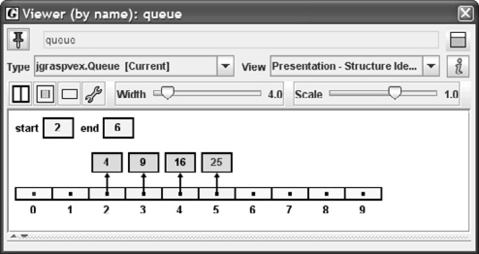 Viewer (by name): queue
queue
Type jgraspvex.Queue [Current] View Presentation - Structure Ide...
Width 4.0 Scale 1.0
start 2 end 6
4 9 16 25
0 1 2 3 4 5 6 7 8 9